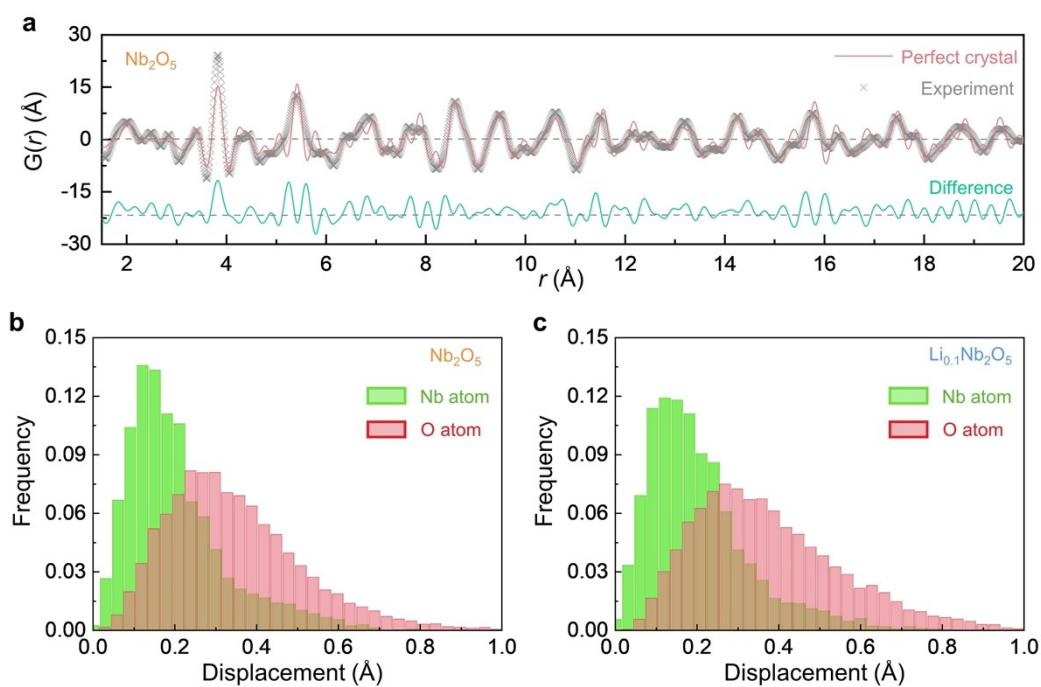 a
30
15
0
-15
-30
G(r) (Å)
Nb₂O₅
Perfect crystal
× Experiment
Difference
2 4 6 8 10 12 14 16 18 20
r (Å)
b
0.15
0.12
0.09
0.06
0.03
0.00
Frequency
Nb₂O₅
Nb atom
O atom
0.0 0.2 0.4 0.6 0.8 1.0
Displacement (Å)
c
0.15
0.12
0.09
0.06
0.03
0.00
Frequency
Li₀.₁Nb₂O₅
Nb atom
O atom
0.0 0.2 0.4 0.6 0.8 1.0
Displacement (Å)